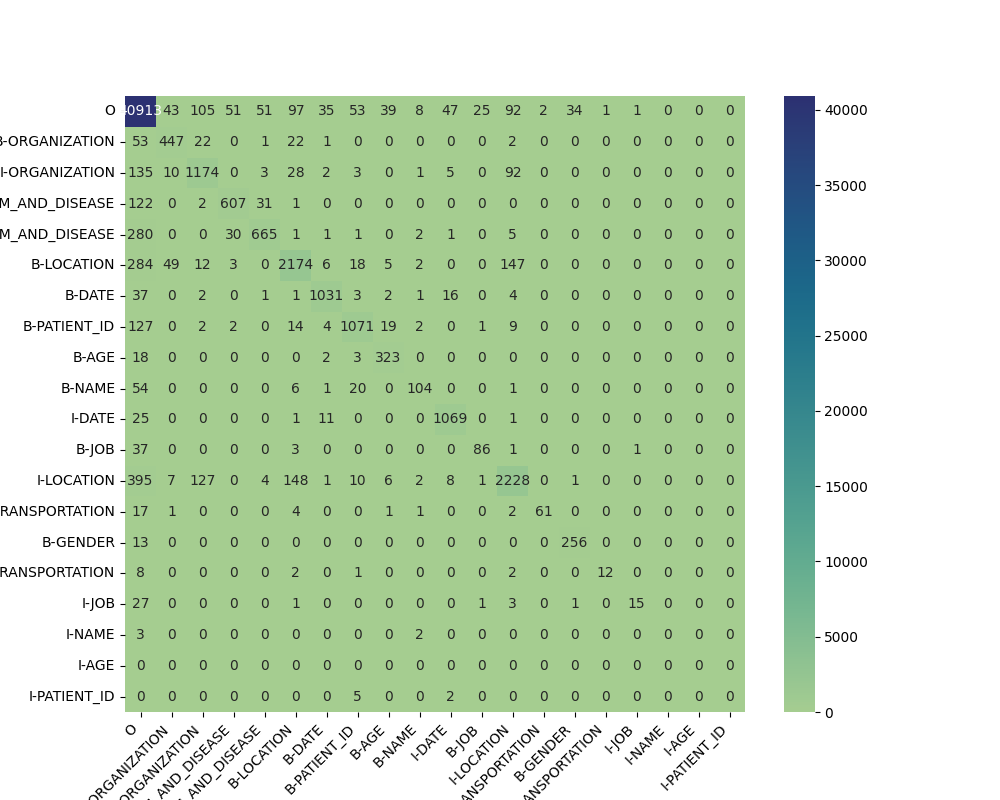 O 40913 43 105 51 51 97 35 53 39 8 47 25 92 2 34 1 1 0 0 0
B-ORGANIZATION 53 447 22 0 1 22 1 0 0 0 0 0 2 0 0 0 0 0 0 0
I-ORGANIZATION 135 10 1174 0 3 28 2 3 0 1 5 0 92 0 0 0 0 0 0 0
M_AND_DISEASE 122 0 2 607 31 1 0 0 0 0 0 0 0 0 0 0 0 0 0 0
M_AND_DISEASE 280 0 0 30 665 1 1 1 0 2 1 0 5 0 0 0 0 0 0 0
B-LOCATION 284 49 12 3 0 2174 6 18 5 2 0 0 147 0 0 0 0 0 0 0
B-DATE 37 0 2 0 1 1 1031 3 2 1 16 0 4 0 0 0 0 0 0 0
B-PATIENT_ID 127 0 2 2 0 14 4 1071 19 2 0 1 9 0 0 0 0 0 0 0
B-AGE 18 0 0 0 0 0 2 3 323 0 0 0 0 0 0 0 0 0 0 0
B-NAME 54 0 0 0 0 6 1 20 0 104 0 0 1 0 0 0 0 0 0 0
I-DATE 25 0 0 0 0 1 11 0 0 0 1069 0 1 0 0 0 0 0 0 0
B-JOB 37 0 0 0 0 3 0 0 0 0 0 86 1 0 0 0 1 0 0 0
I-LOCATION 395 7 127 0 4 148 1 10 6 2 8 1 2228 0 1 0 0 0 0 0
RANSPORTATION 17 1 0 0 0 4 0 0 1 1 0 0 2 61 0 0 0 0 0 0
B-GENDER 13 0 0 0 0 0 0 0 0 0 0 0 0 0 256 0 0 0 0 0
RANSPORTATION 8 0 0 0 0 2 0 1 0 0 0 0 2 0 0 12 0 0 0 0
I-JOB 27 0 0 0 0 1 0 0 0 0 0 1 3 0 1 0 15 0 0 0
I-NAME 3 0 0 0 0 0 0 0 0 2 0 0 0 0 0 0 0 0 0 0
I-AGE 0 0 0 0 0 0 0 0 0 0 0 0 0 0 0 0 0 0 0 0
I-PATIENT_ID 0 0 0 0 0 0 0 5 0 0 2 0 0 0 0 0 0 0 0 0
O
ORGANIZATION
ORGANIZATION
_AND_DISEASE
_AND_DISEASE
B-LOCATION
B-DATE
B-PATIENT_ID
B-AGE
B-NAME
I-DATE
B-JOB
I-LOCATION
ANSPORTATION
B-GENDER
ANSPORTATION
I-JOB
I-NAME
I-AGE
I-PATIENT_ID
40000
35000
30000
25000
20000
15000
10000
5000
0